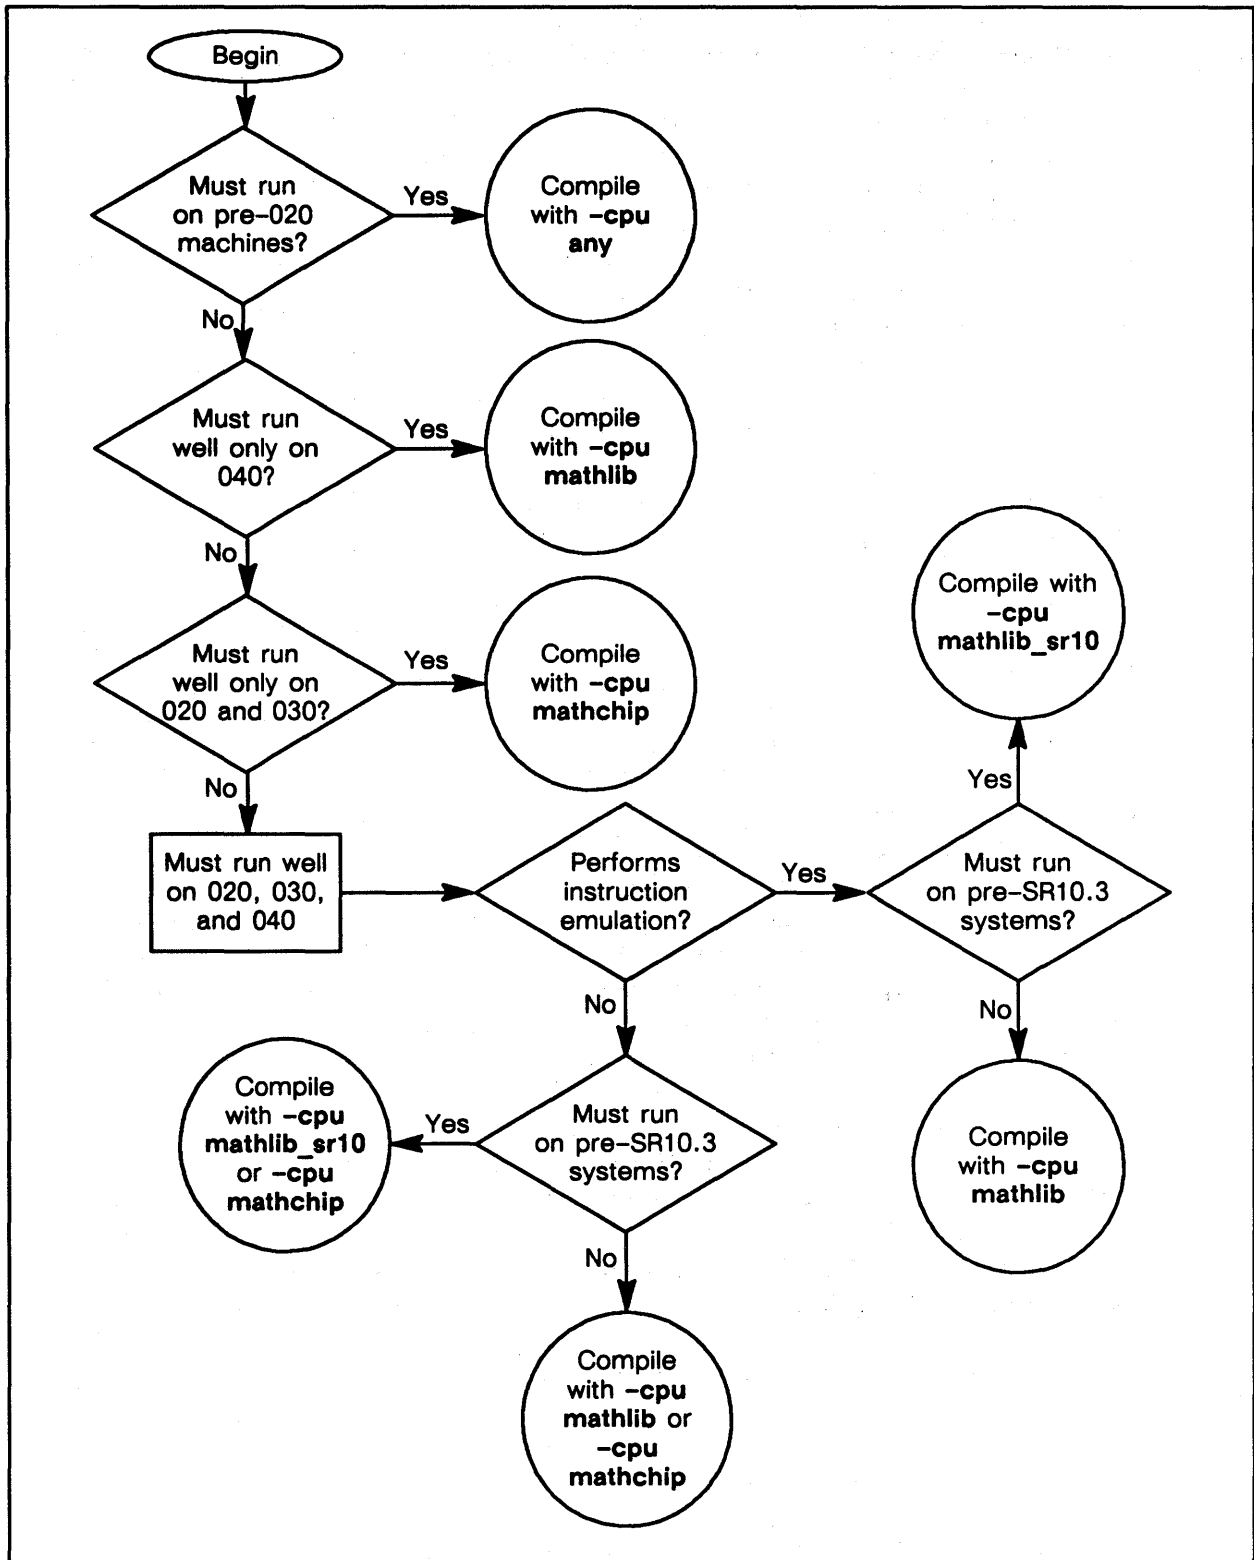 Begin
Must run
on pre-020
machines?
Yes
Compile
with -cpu
any
No
Must run
well only on
040?
Yes
Compile
with -cpu
mathlib
No
Must run
well only on
020 and 030?
Yes
Compile
with -cpu
mathchip
No
Must run well
on 020, 030,
and 040
Performs
instruction
emulation?
Yes
Must run
on pre-SR10.3
systems?
Yes
Compile with
-cpu
mathlib_sr10
No
Compile
with -cpu
mathlib
No
Must run
on pre-SR10.3
systems?
Yes
Compile
with -cpu
mathlib_sr10
or -cpu
mathchip
No
Compile
with -cpu
mathlib or
-cpu
mathchip